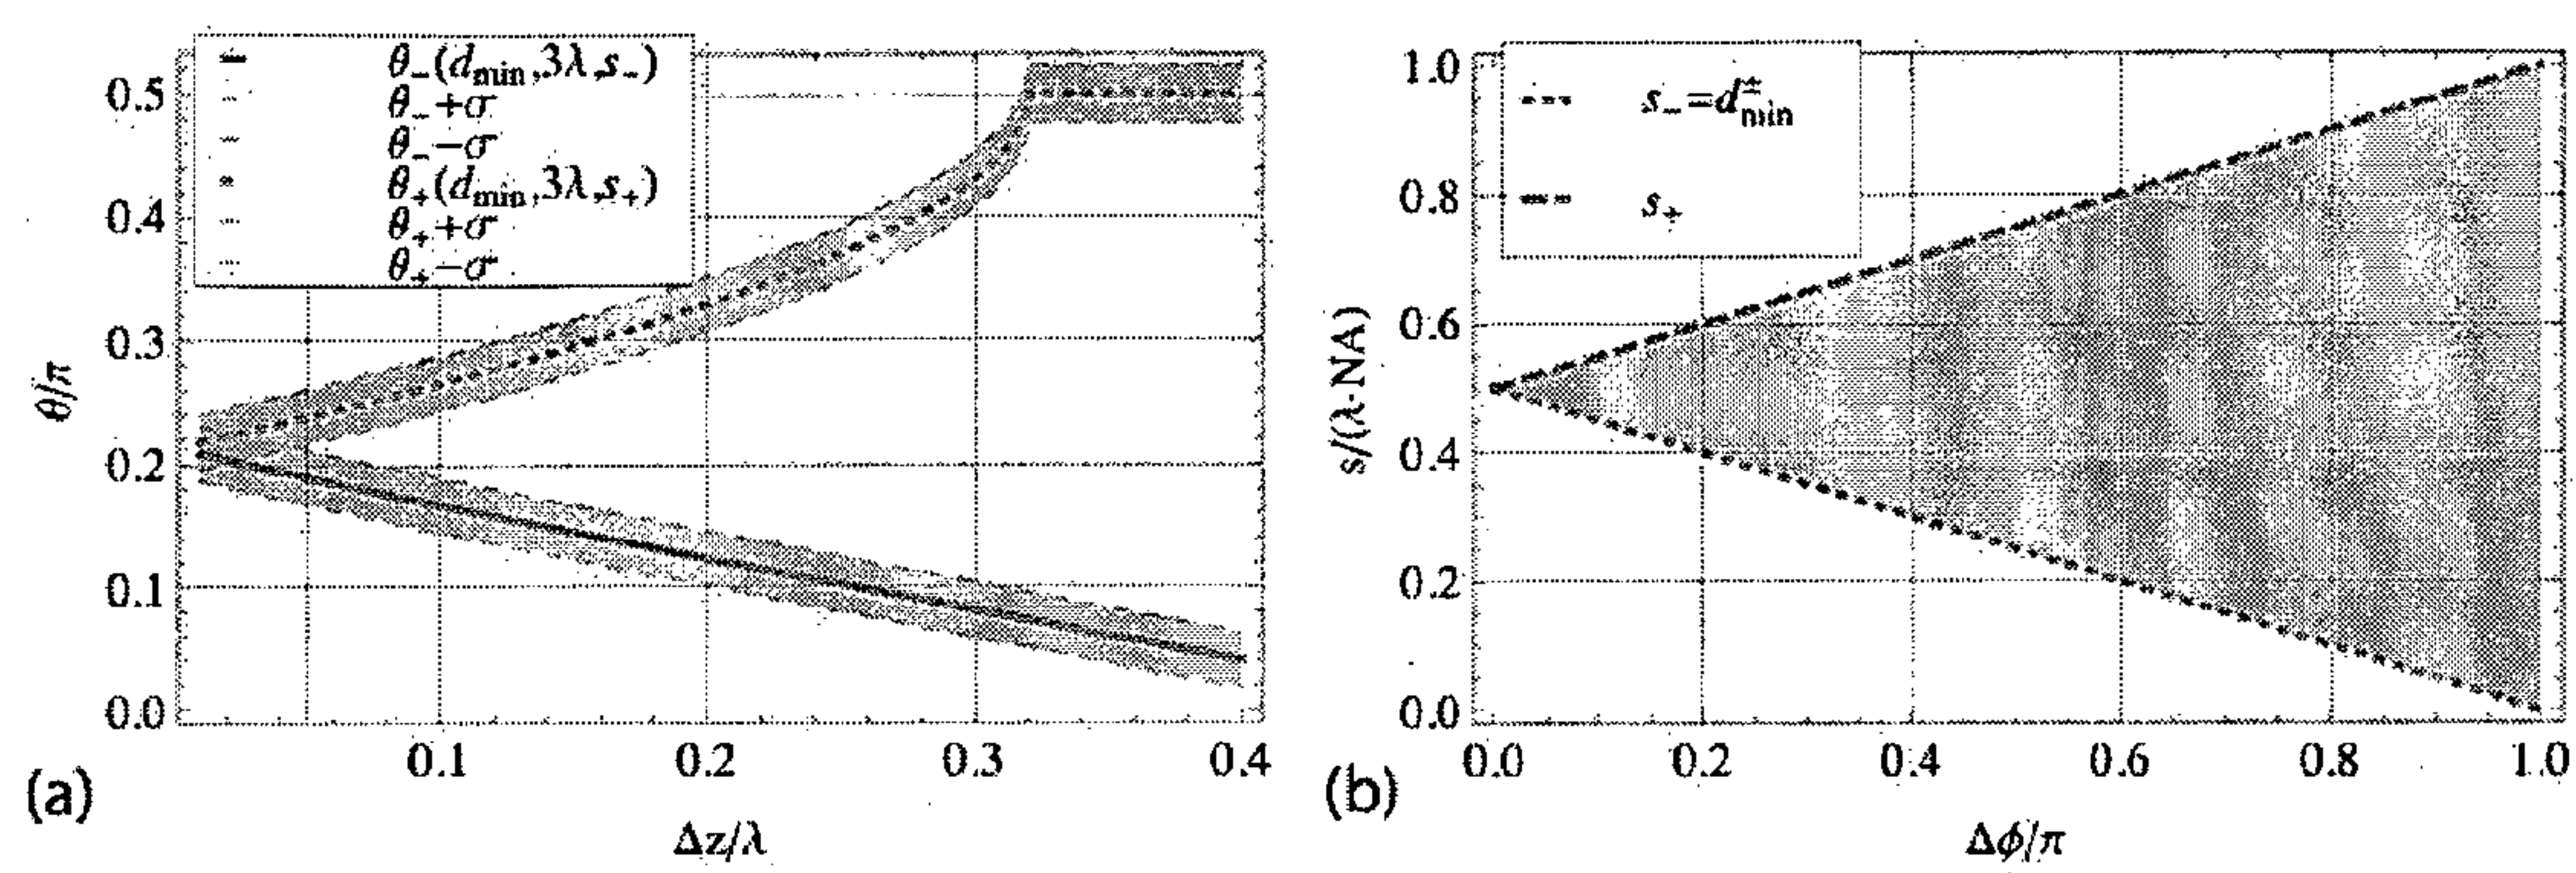 θ₋(d_min,3λ,s₋)
θ₋+σ
θ₋−σ
θ₊(d_min,3λ,s₊)
θ₊+σ
θ₊−σ
0.5
0.4
0.3
0.2
0.1
0.0
θ/π
0.1 0.2 0.3 0.4
Δz/λ
(a)
s₋=d^±_min
s₊
1.0
0.8
0.6
0.4
0.2
0.0
s/(λ·NA)
0.0 0.2 0.4 0.6 0.8 1.0
Δϕ/π
(b)